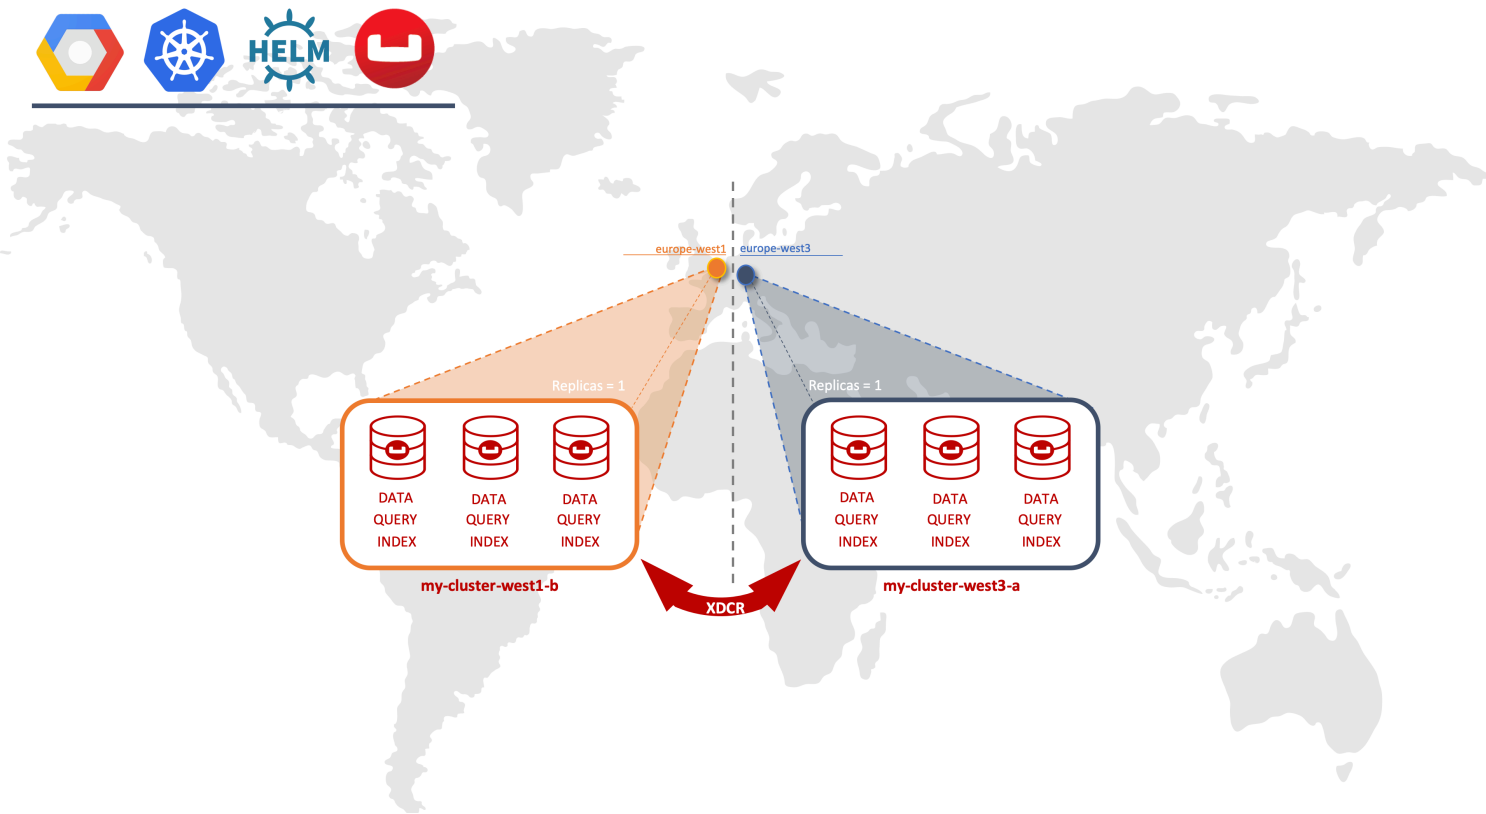 HELM
europe-west1
europe-west3
Replicas = 1
Replicas = 1
DATA DATA DATA
QUERY QUERY QUERY
INDEX INDEX INDEX
my-cluster-west1-b
DATA DATA DATA
QUERY QUERY QUERY
INDEX INDEX INDEX
my-cluster-west3-a
XDCR